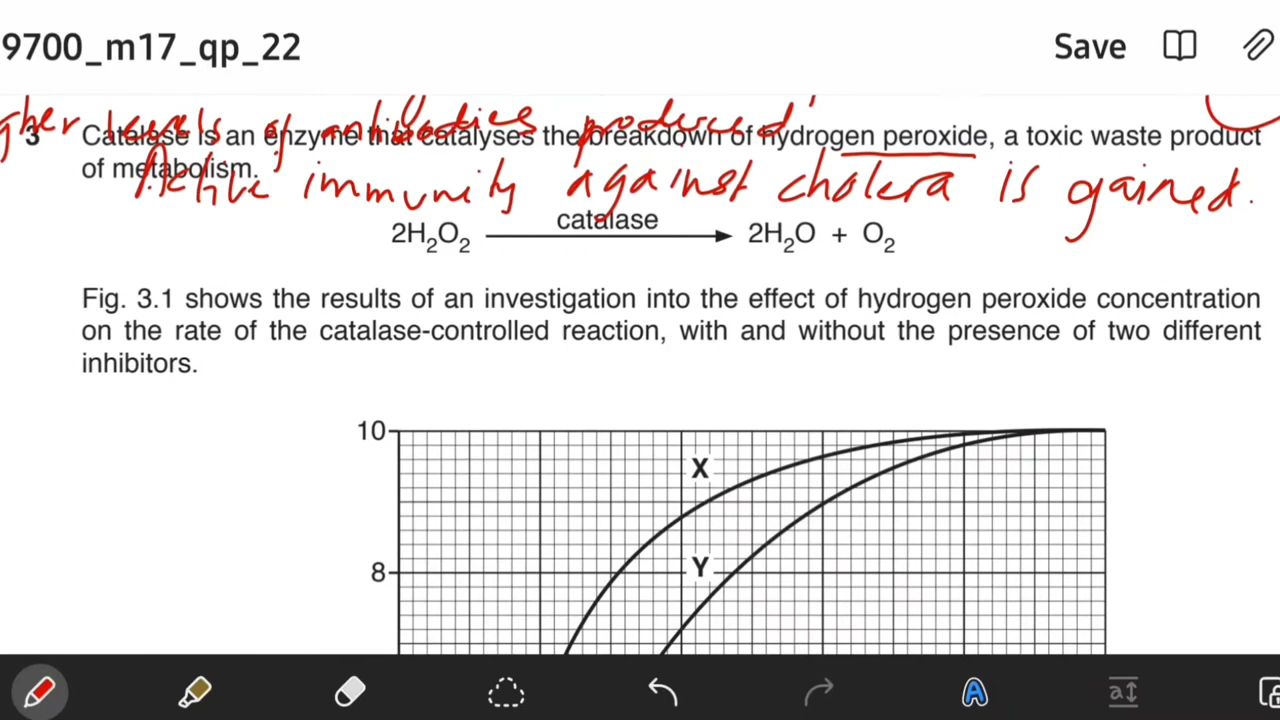 9700_m17_qp_22 Save
gher levels of antibodies produced
3 Catalase is an enzyme that catalyses the breakdown of hydrogen peroxide, a toxic waste product
of metabolism.
Active immunity against cholera is gained.
catalase
2H₂O₂ → 2H₂O + O₂
Fig. 3.1 shows the results of an investigation into the effect of hydrogen peroxide concentration
on the rate of the catalase-controlled reaction, with and without the presence of two different
inhibitors.
10
X
Y
8
A
a